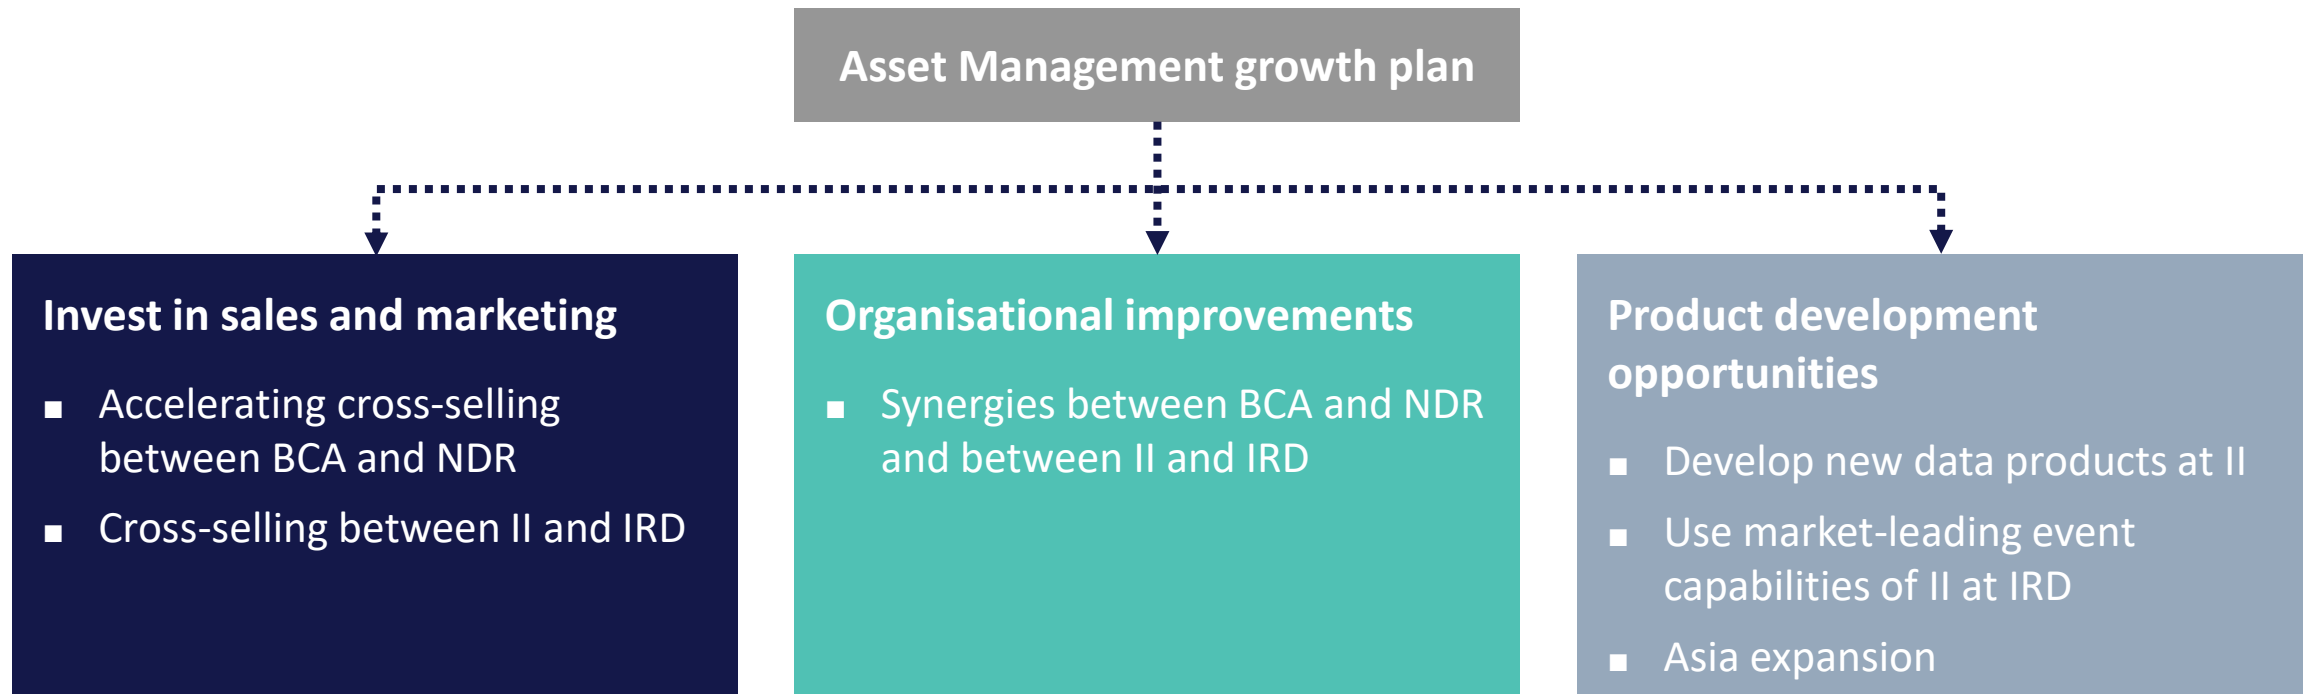 Asset Management growth plan
Invest in sales and marketing
■ Accelerating cross-selling
between BCA and NDR
■ Cross-selling between II and IRD
Organisational improvements
■ Synergies between BCA and NDR
and between II and IRD
Product development
opportunities
■ Develop new data products at II
■ Use market-leading event
capabilities of II at IRD
■ Asia expansion